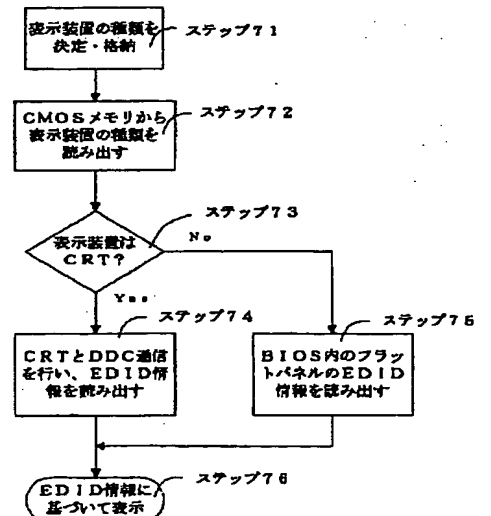 表示装置の種類を
決定・格納
ステップ71
CMOSメモリから
表示装置の種類を
読み出す
ステップ72
表示装置は
CRT?
ステップ73
No
Yes
CRTとDDC通信
を行い、EDID情
報を読み出す
ステップ74
BIOS内のフラッ
トパネルのEDID
情報を読み出す
ステップ75
EDID情報に
基づいて表示
ステップ76